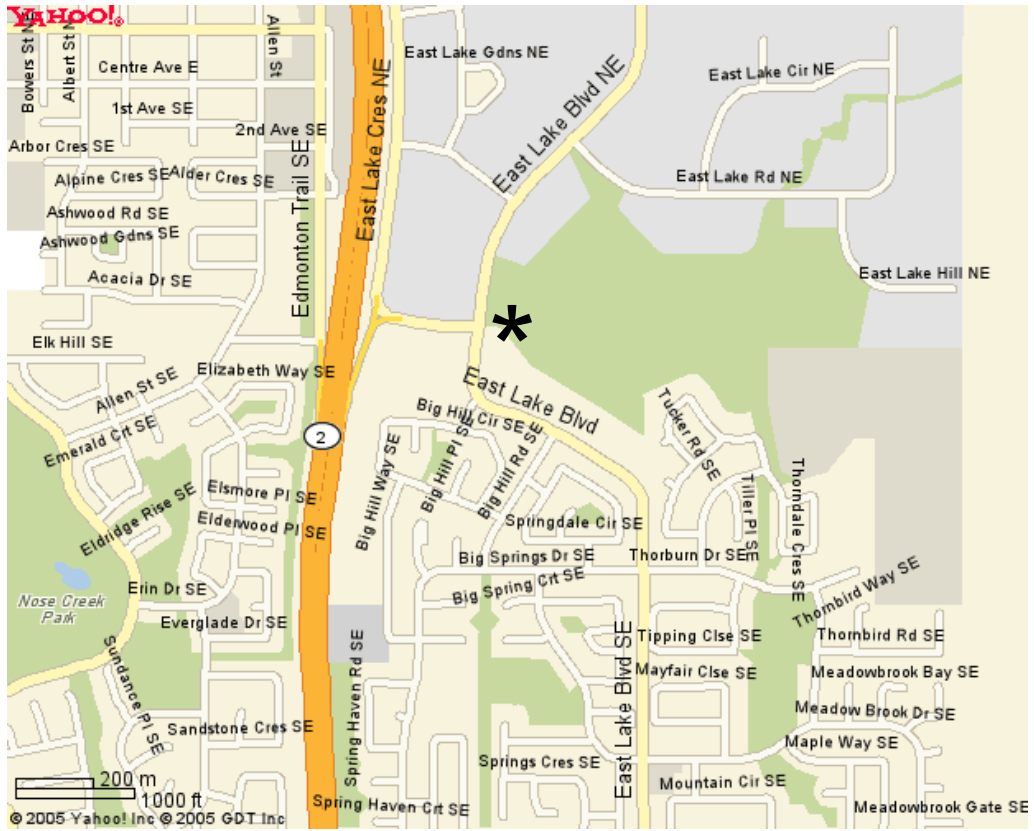 YAHOO!®
Bowers St N
Albert St N
Allen St
Centre Ave E
1st Ave SE
2nd Ave SE
East Lake Gdns NE
East Lake Cir NE
East Lake Blvd NE
East Lake Cres NE
Arbor Cres SE
Alpine Cres SE
Alder Cres SE
East Lake Rd NE
Ashwood Rd SE
Ashwood Gdns SE
Edmonton Trail SE
Acacia Dr SE
East Lake Hill NE
*
Elk Hill SE
Elizabeth Way SE
Allen St SE
East Lake Blvd
Big Hill Cir SE
Tucker Rd SE
Emerald Crt SE
2
Big Hill Way SE
Big Hill Pl SE
Big Hill Rd SE
Tiller Pl SE
Thorndale Cres SE
Elsmore Pl SE
Eldridge Rise SE
Elderwood Pl SE
Springdale Cir SE
Big Springs Dr SE
Thorburn Dr SEm
Erin Dr SE
Big Spring Crt SE
Thornbird Way SE
Nose Creek
Park
Everglade Dr SE
Tipping Clse SE
Thornbird Rd SE
Sundance Pl SE
Spring Haven Rd SE
East Lake Blvd SE
Mayfair Clse SE
Meadowbrook Bay SE
Meadow Brook Dr SE
Sandstone Cres SE
Maple Way SE
Springs Cres SE
Mountain Cir SE
200 m
1000 ft
Spring Haven Crt SE
Meadowbrook Gate SE
© 2005 Yahoo! Inc © 2005 GDT Inc